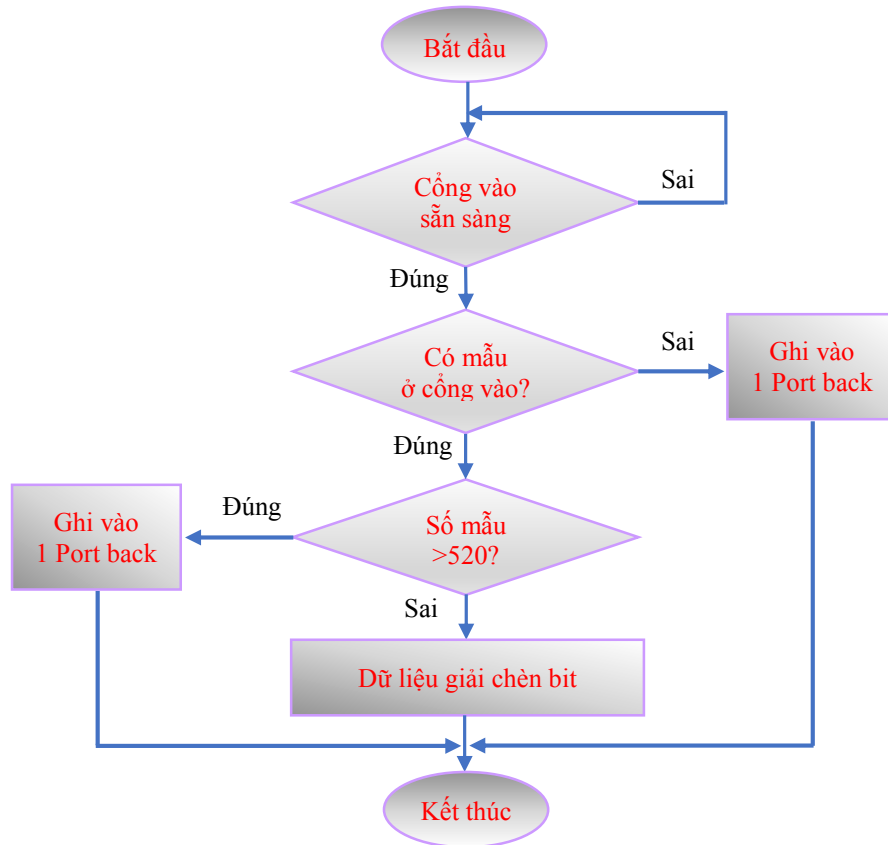 Bắt đầu
Cổng vào
sẵn sàng
Sai
Đúng
Có mẫu
ở cổng vào?
Sai
Ghi vào
1 Port back
Đúng
Số mẫu
>520?
Đúng
Ghi vào
1 Port back
Sai
Dữ liệu giải chèn bit
Kết thúc